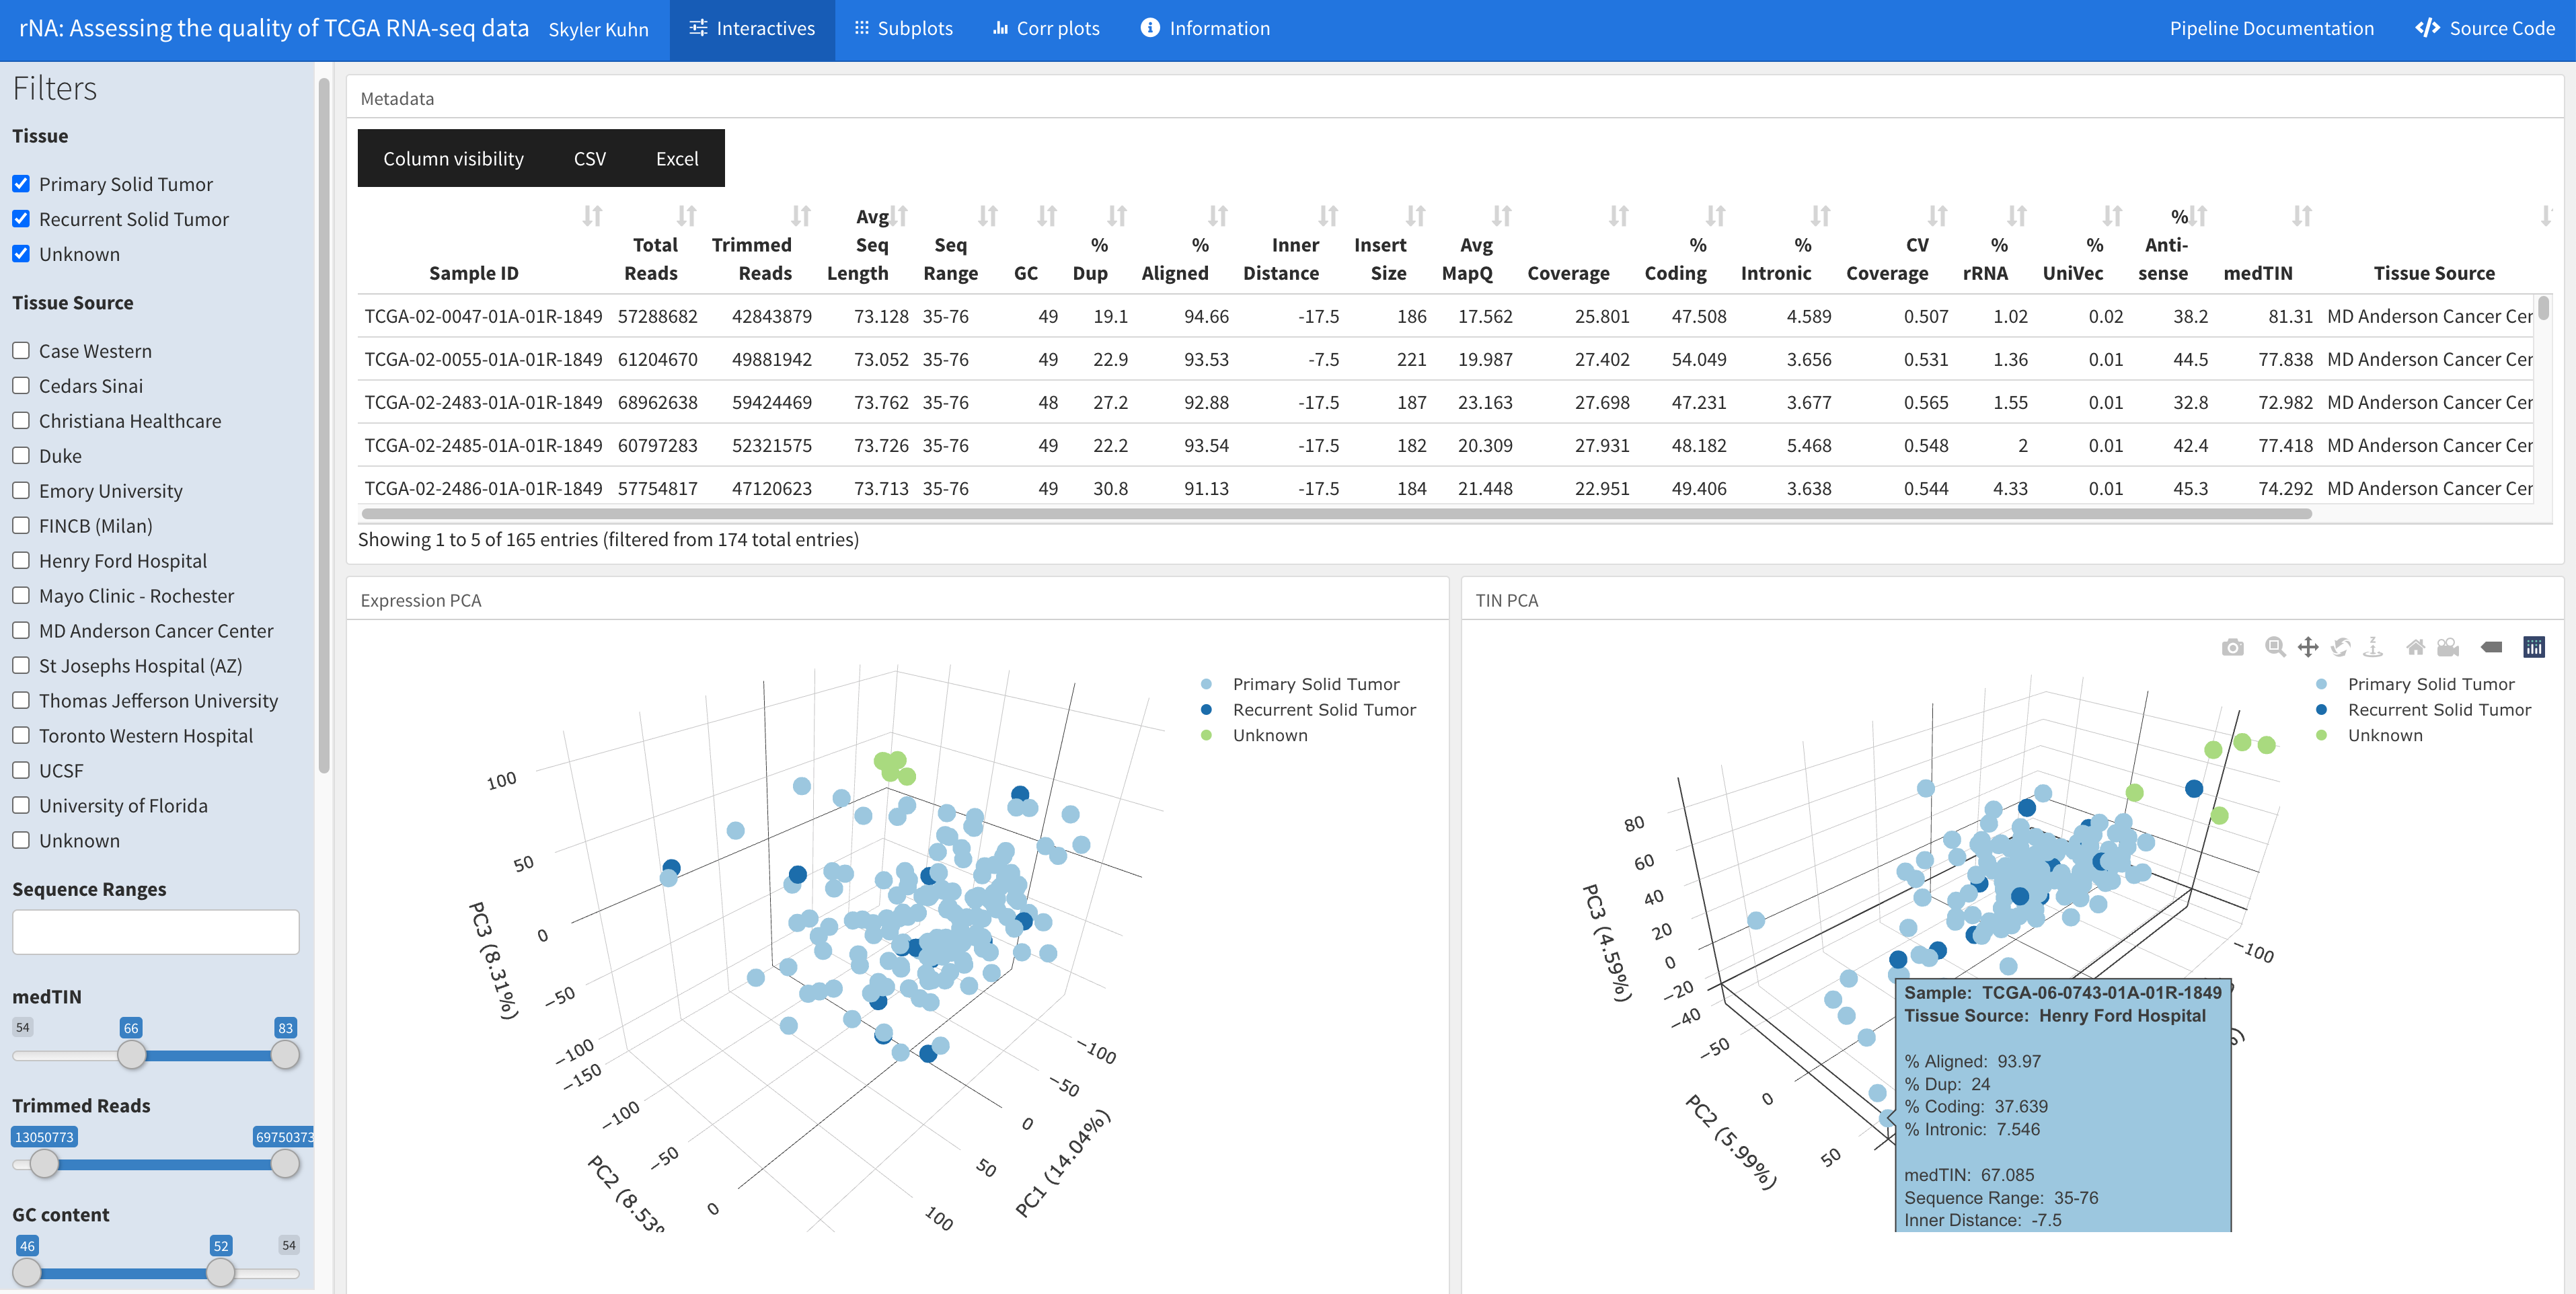 rNA: Assessing the quality of TCGA RNA-seq data Skyler Kuhn Interactives Subplots Corr plots Information Pipeline Documentation Source Code
Filters
Tissue
Primary Solid Tumor
Recurrent Solid Tumor
Unknown
Tissue Source
Case Western
Cedars Sinai
Christiana Healthcare
Duke
Emory University
FINCB (Milan)
Henry Ford Hospital
Mayo Clinic - Rochester
MD Anderson Cancer Center
St Josephs Hospital (AZ)
Thomas Jefferson University
Toronto Western Hospital
UCSF
University of Florida
Unknown
Sequence Ranges
medTIN
54 66 83
Trimmed Reads
13050773 69750373
GC content
46 52 54
Metadata
Column visibility CSV Excel
Sample ID Total Reads Trimmed Reads Avg Seq Length Seq Range GC % Dup % Aligned Inner Distance Insert Size Avg MapQ Coverage % Coding % Intronic CV Coverage % rRNA % UniVec % Anti-sense medTIN Tissue Source
TCGA-02-0047-01A-01R-1849 57288682 42843879 73.128 35-76 49 19.1 94.66 -17.5 186 17.562 25.801 47.508 4.589 0.507 1.02 0.02 38.2 81.31 MD Anderson Cancer Cer
TCGA-02-0055-01A-01R-1849 61204670 49881942 73.052 35-76 49 22.9 93.53 -7.5 221 19.987 27.402 54.049 3.656 0.531 1.36 0.01 44.5 77.838 MD Anderson Cancer Cer
TCGA-02-2483-01A-01R-1849 68962638 59424469 73.762 35-76 48 27.2 92.88 -17.5 187 23.163 27.698 47.231 3.677 0.565 1.55 0.01 32.8 72.982 MD Anderson Cancer Cer
TCGA-02-2485-01A-01R-1849 60797283 52321575 73.726 35-76 49 22.2 93.54 -17.5 182 20.309 27.931 48.182 5.468 0.548 2 0.01 42.4 77.418 MD Anderson Cancer Cer
TCGA-02-2486-01A-01R-1849 57754817 47120623 73.713 35-76 49 30.8 91.13 -17.5 184 21.448 22.951 49.406 3.638 0.544 4.33 0.01 45.3 74.292 MD Anderson Cancer Cer
Showing 1 to 5 of 165 entries (filtered from 174 total entries)
Expression PCA
Primary Solid Tumor
Recurrent Solid Tumor
Unknown
100
50
0
−50
−100
PC3 (8.31%)
−150
−100
−50
0
PC2 (8.53%
−100
−50
0
50
100
PC1 (14.04%)
TIN PCA
Primary Solid Tumor
Recurrent Solid Tumor
Unknown
80
60
40
20
0
−20
−40
PC3 (4.59%)
−50
0
50
PC2 (5.99%)
−100
Sample: TCGA-06-0743-01A-01R-1849
Tissue Source: Henry Ford Hospital
% Aligned: 93.97
% Dup: 24
% Coding: 37.639
% Intronic: 7.546
medTIN: 67.085
Sequence Range: 35-76
Inner Distance: -7.5